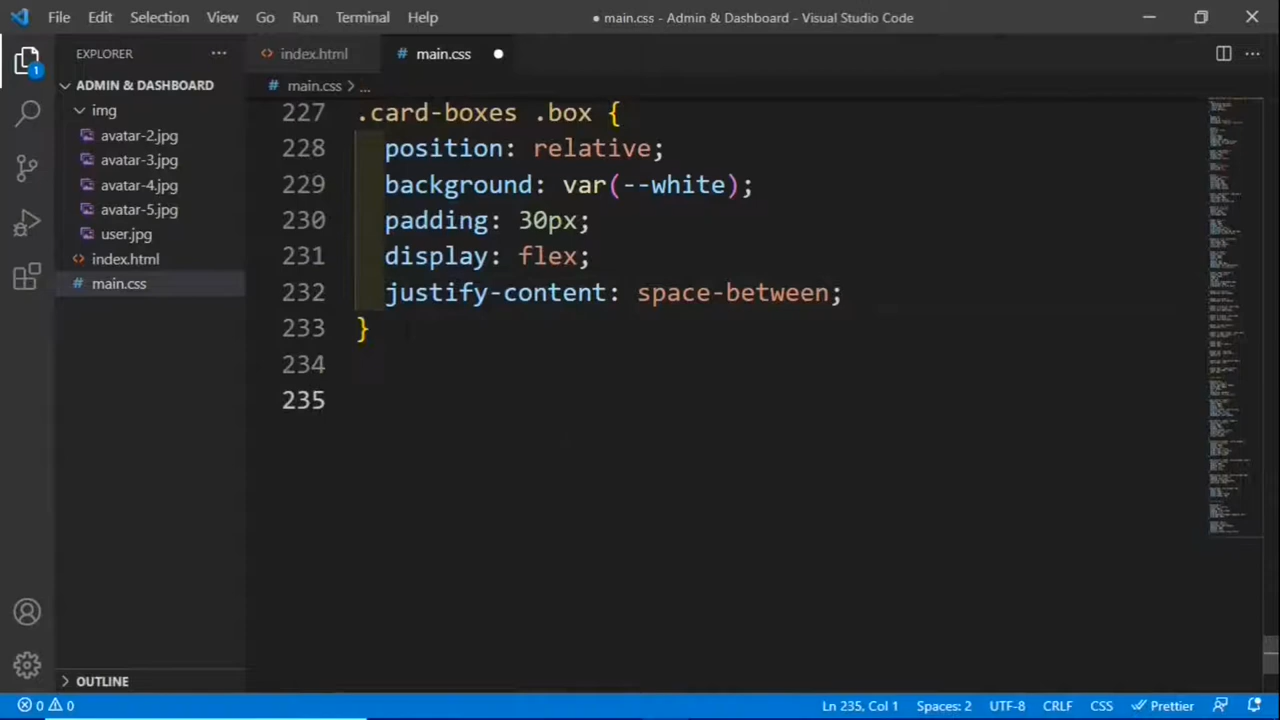 File Edit Selection View Go Run Terminal Help
● main.css - Admin & Dashboard - Visual Studio Code
EXPLORER
index.html
main.css
ADMIN & DASHBOARD
main.css > ...
img
avatar-2.jpg
avatar-3.jpg
avatar-4.jpg
avatar-5.jpg
user.jpg
index.html
main.css
1
227 .card-boxes .box {
228 position: relative;
229 background: var(--white);
230 padding: 30px;
231 display: flex;
232 justify-content: space-between;
233 }
234
235
OUTLINE
0 0
Ln 235, Col 1 Spaces: 2 UTF-8 CRLF CSS Prettier